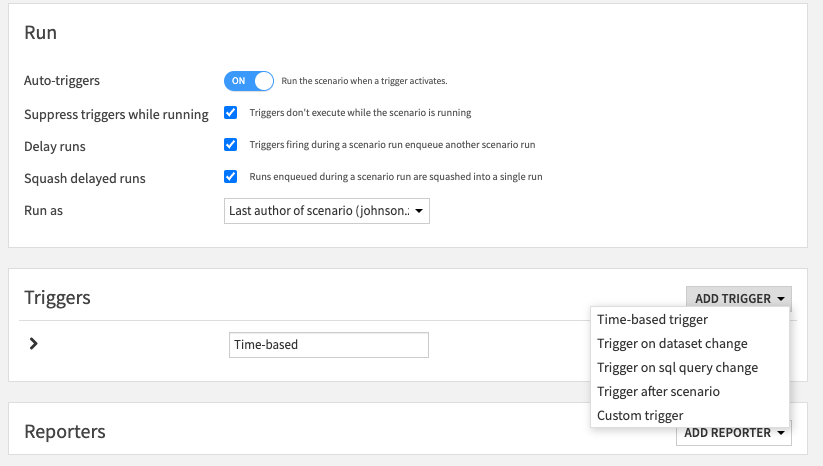 Run
Auto-triggers ON Run the scenario when a trigger activates.
Suppress triggers while running Triggers don't execute while the scenario is running
Delay runs Triggers firing during a scenario run enqueue another scenario run
Squash delayed runs Runs enqueued during a scenario run are squashed into a single run
Run as Last author of scenario (johnson.:
Triggers ADD TRIGGER
Time-based
Time-based trigger
Trigger on dataset change
Trigger on sql query change
Trigger after scenario
Custom trigger
Reporters ADD REPORTER